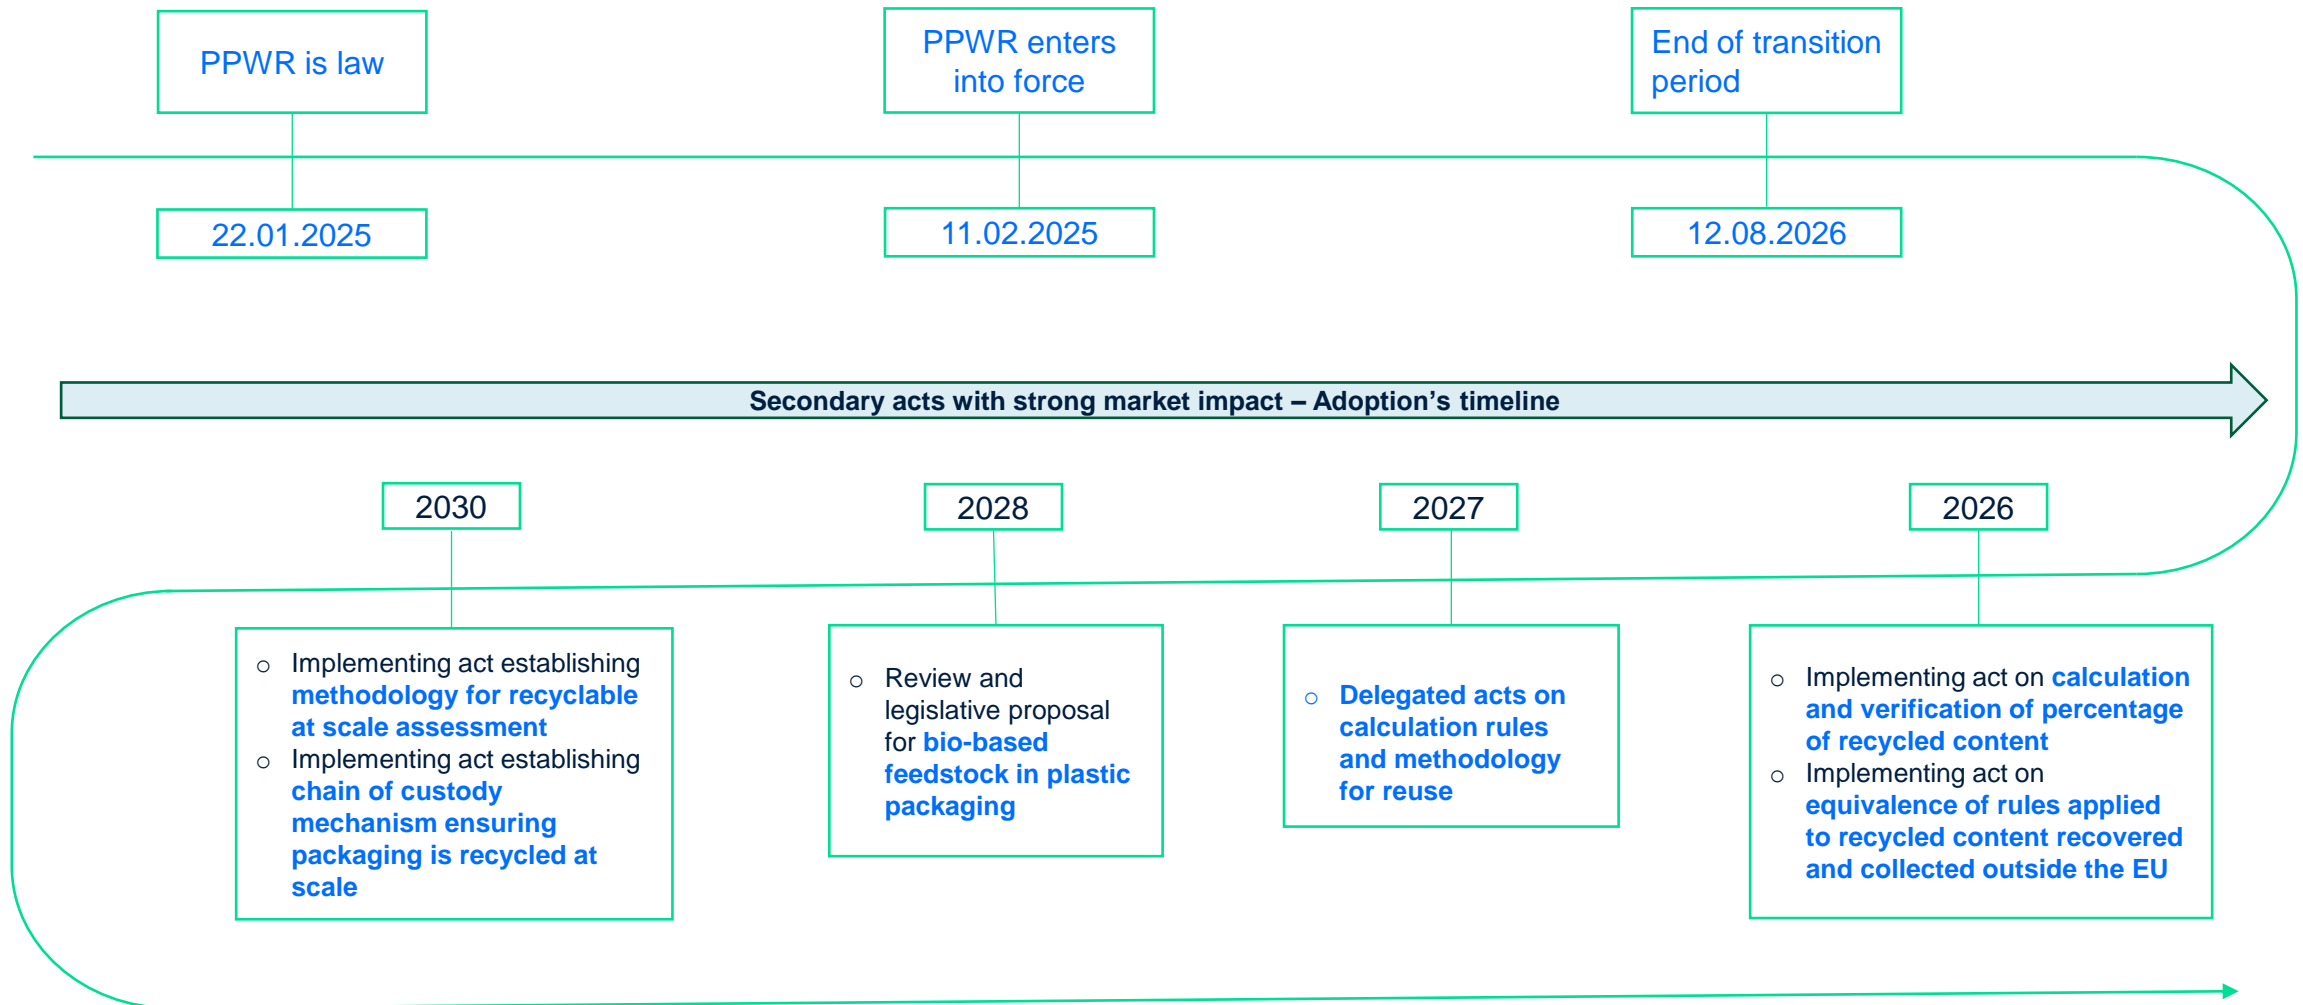 PPWR is law
PPWR enters
into force
End of transition
period
22.01.2025
11.02.2025
12.08.2026
Secondary acts with strong market impact – Adoption’s timeline
2030
2028
2027
2026
o Implementing act establishing
methodology for recyclable
at scale assessment
o Implementing act establishing
chain of custody
mechanism ensuring
packaging is recycled at
scale
o Review and
legislative proposal
for bio-based
feedstock in plastic
packaging
o Delegated acts on
calculation rules
and methodology
for reuse
o Implementing act on calculation
and verification of percentage
of recycled content
o Implementing act on
equivalence of rules applied
to recycled content recovered
and collected outside the EU